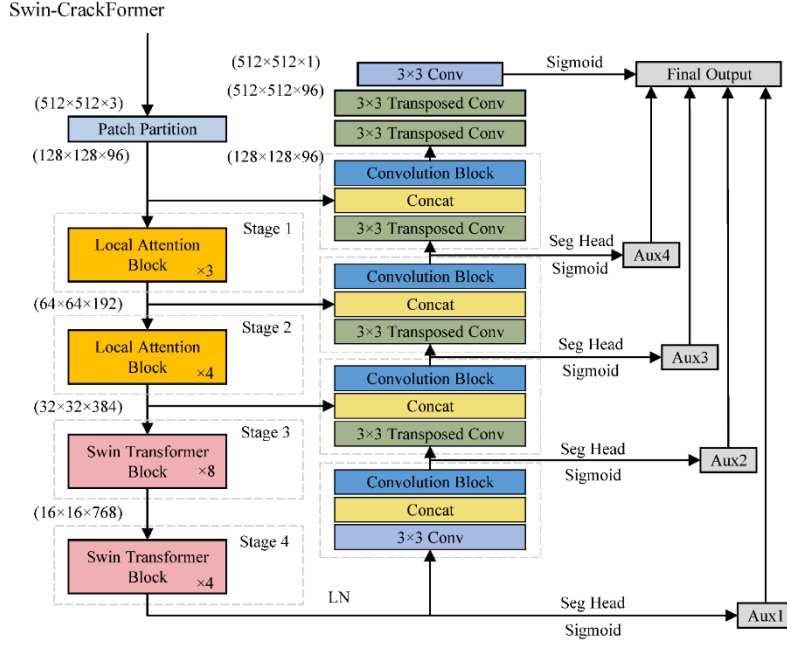 Swin-CrackFormer
(512×512×3)
Patch Partition
(128×128×96)
Stage 1
Local Attention
Block
×3
(64×64×192)
Stage 2
Local Attention
Block
×4
(32×32×384)
Stage 3
Swin Transformer
Block
×8
(16×16×768)
Stage 4
Swin Transformer
Block
×4
LN
(512×512×1)
3×3 Conv
Sigmoid
Final Output
(512×512×96)
3×3 Transposed Conv
3×3 Transposed Conv
(128×128×96)
Convolution Block
Concat
3×3 Transposed Conv
Seg Head
Sigmoid
Aux4
Convolution Block
Concat
3×3 Transposed Conv
Seg Head
Sigmoid
Aux3
Convolution Block
Concat
3×3 Transposed Conv
Seg Head
Sigmoid
Aux2
Convolution Block
Concat
3×3 Conv
Seg Head
Sigmoid
Aux1